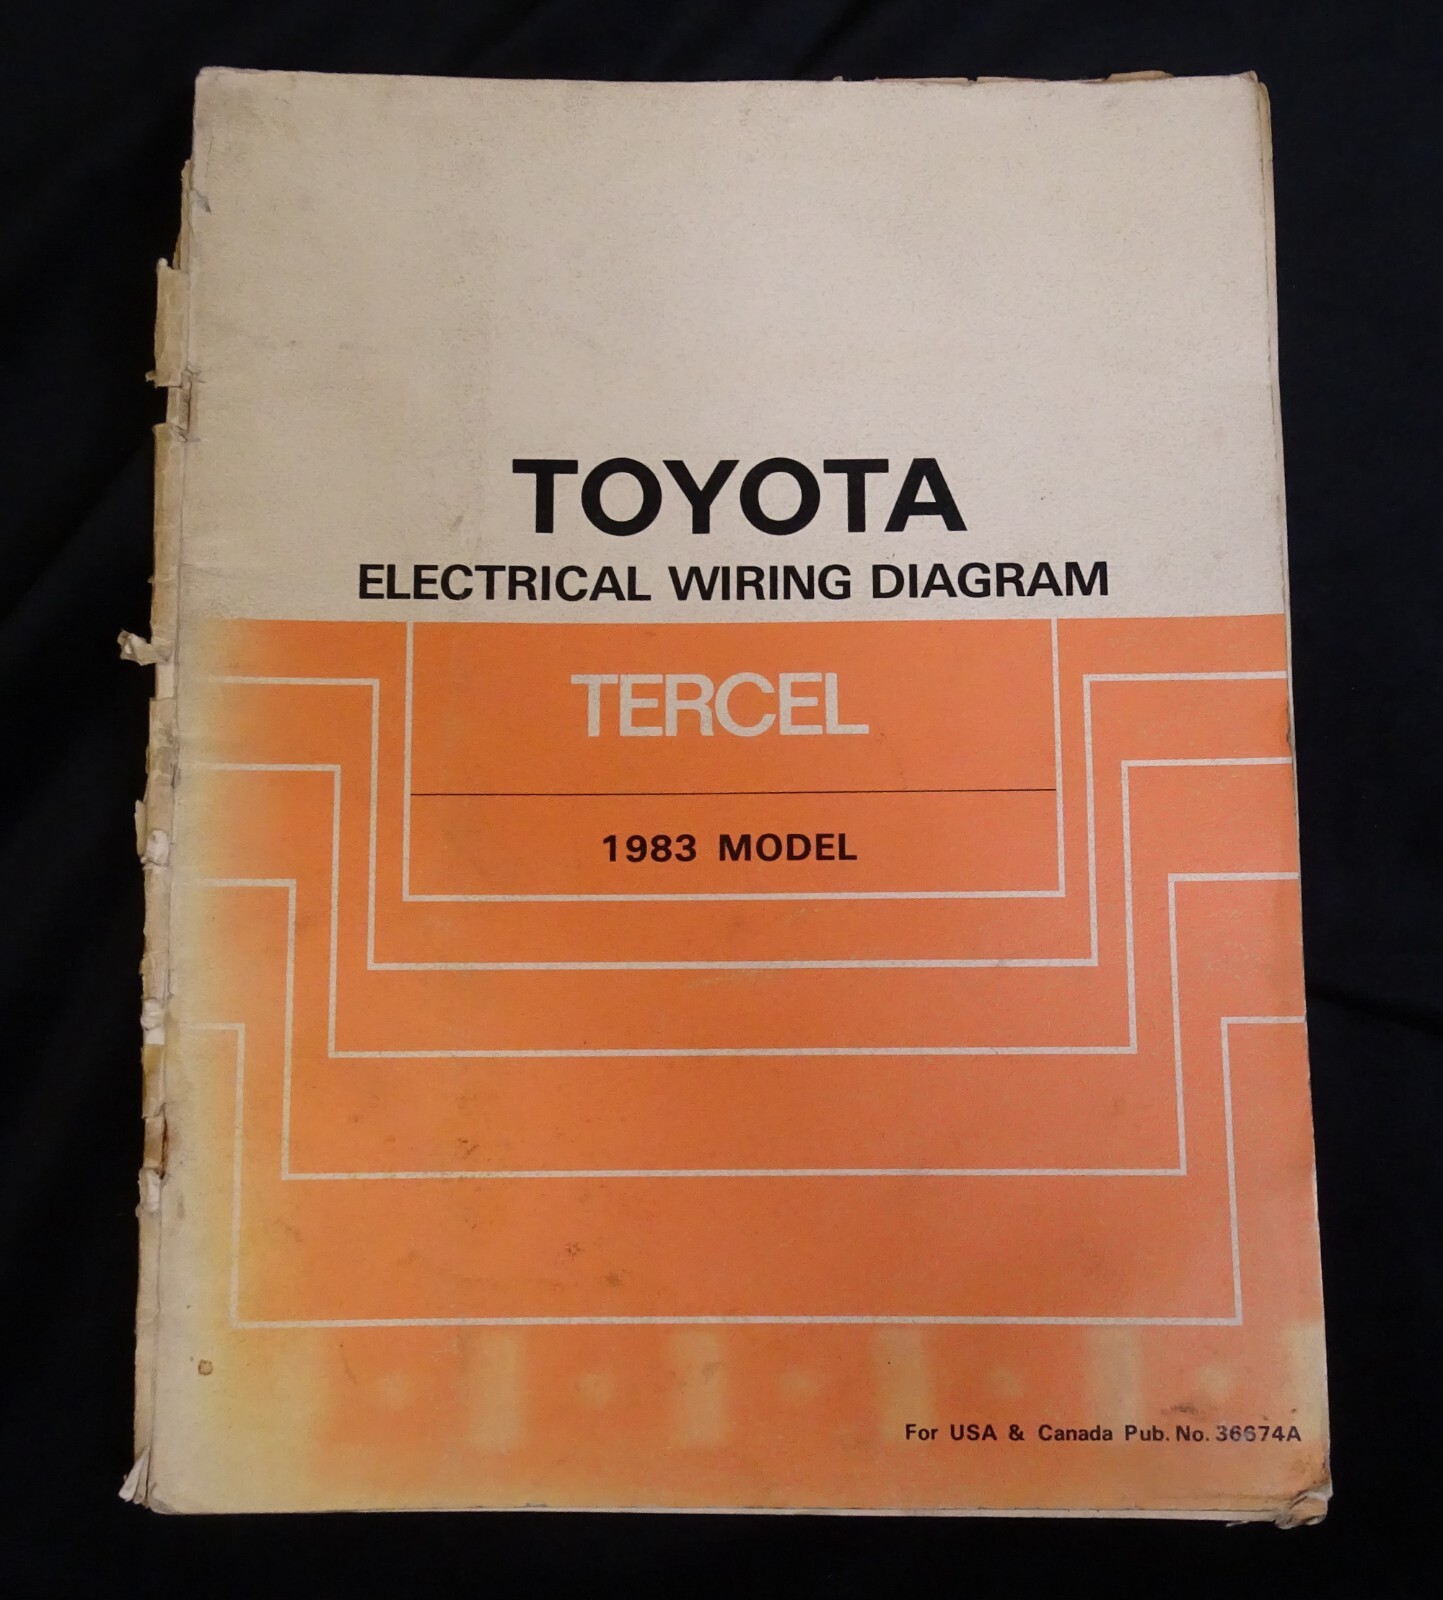 TOYOTA
ELECTRICAL WIRING DIAGRAM
TERCEL
1983 MODEL
For USA & Canada Pub. No. 36674A